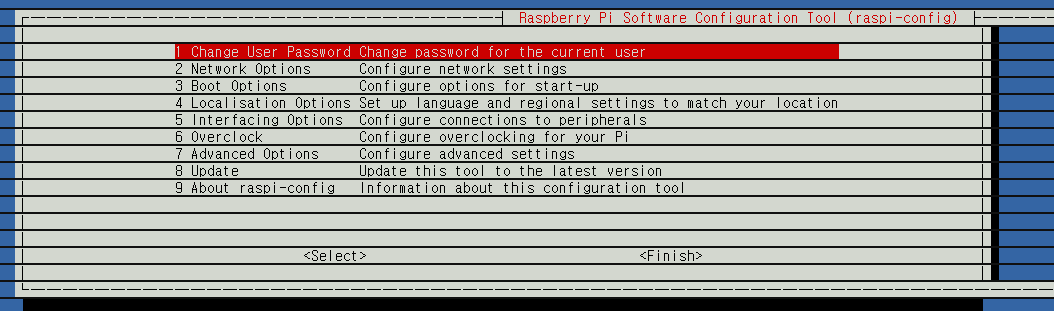 Raspberry Pi Software Configuration Tool (raspi-config)
1 Change User Password Change password for the current user
2 Network Options Configure network settings
3 Boot Options Configure options for start-up
4 Localisation Options Set up language and regional settings to match your location
5 Interfacing Options Configure connections to peripherals
6 Overclock Configure overclocking for your Pi
7 Advanced Options Configure advanced settings
8 Update Update this tool to the latest version
9 About raspi-config Information about this configuration tool
<Select> <Finish>